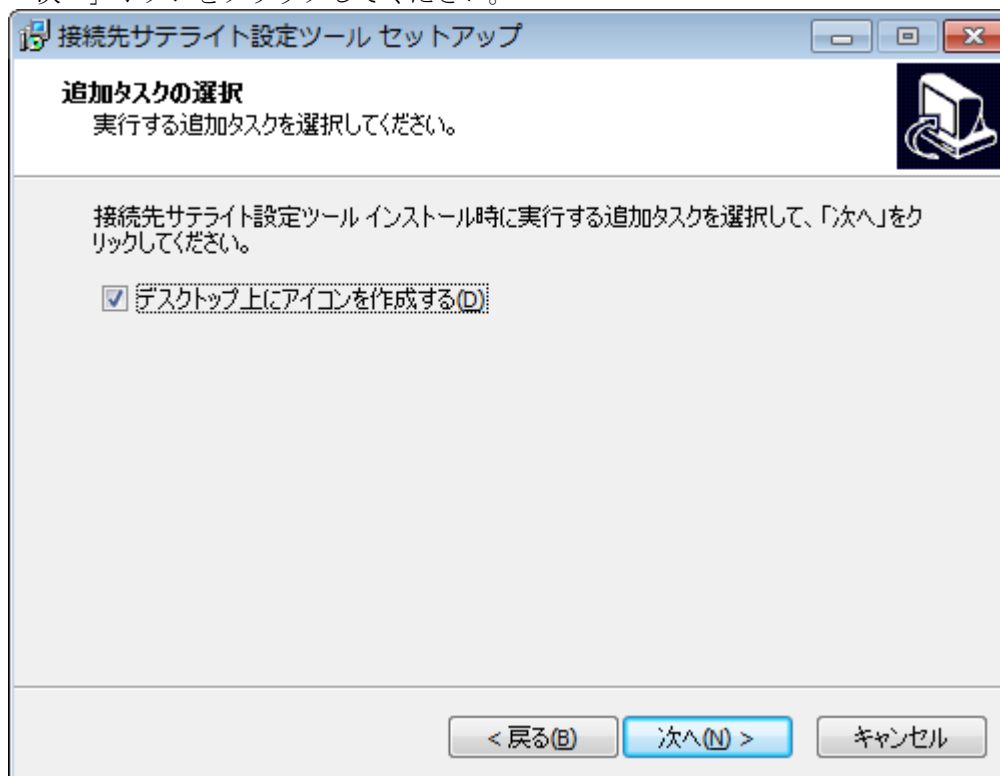 接続先サテライト設定ツール セットアップ
追加タスクの選択
実行する追加タスクを選択してください。
接続先サテライト設定ツール インストール時に実行する追加タスクを選択して、「次へ」をク
リックしてください。
デスクトップ上にアイコンを作成する(D)
< 戻る(B)
次へ(N) >
キャンセル